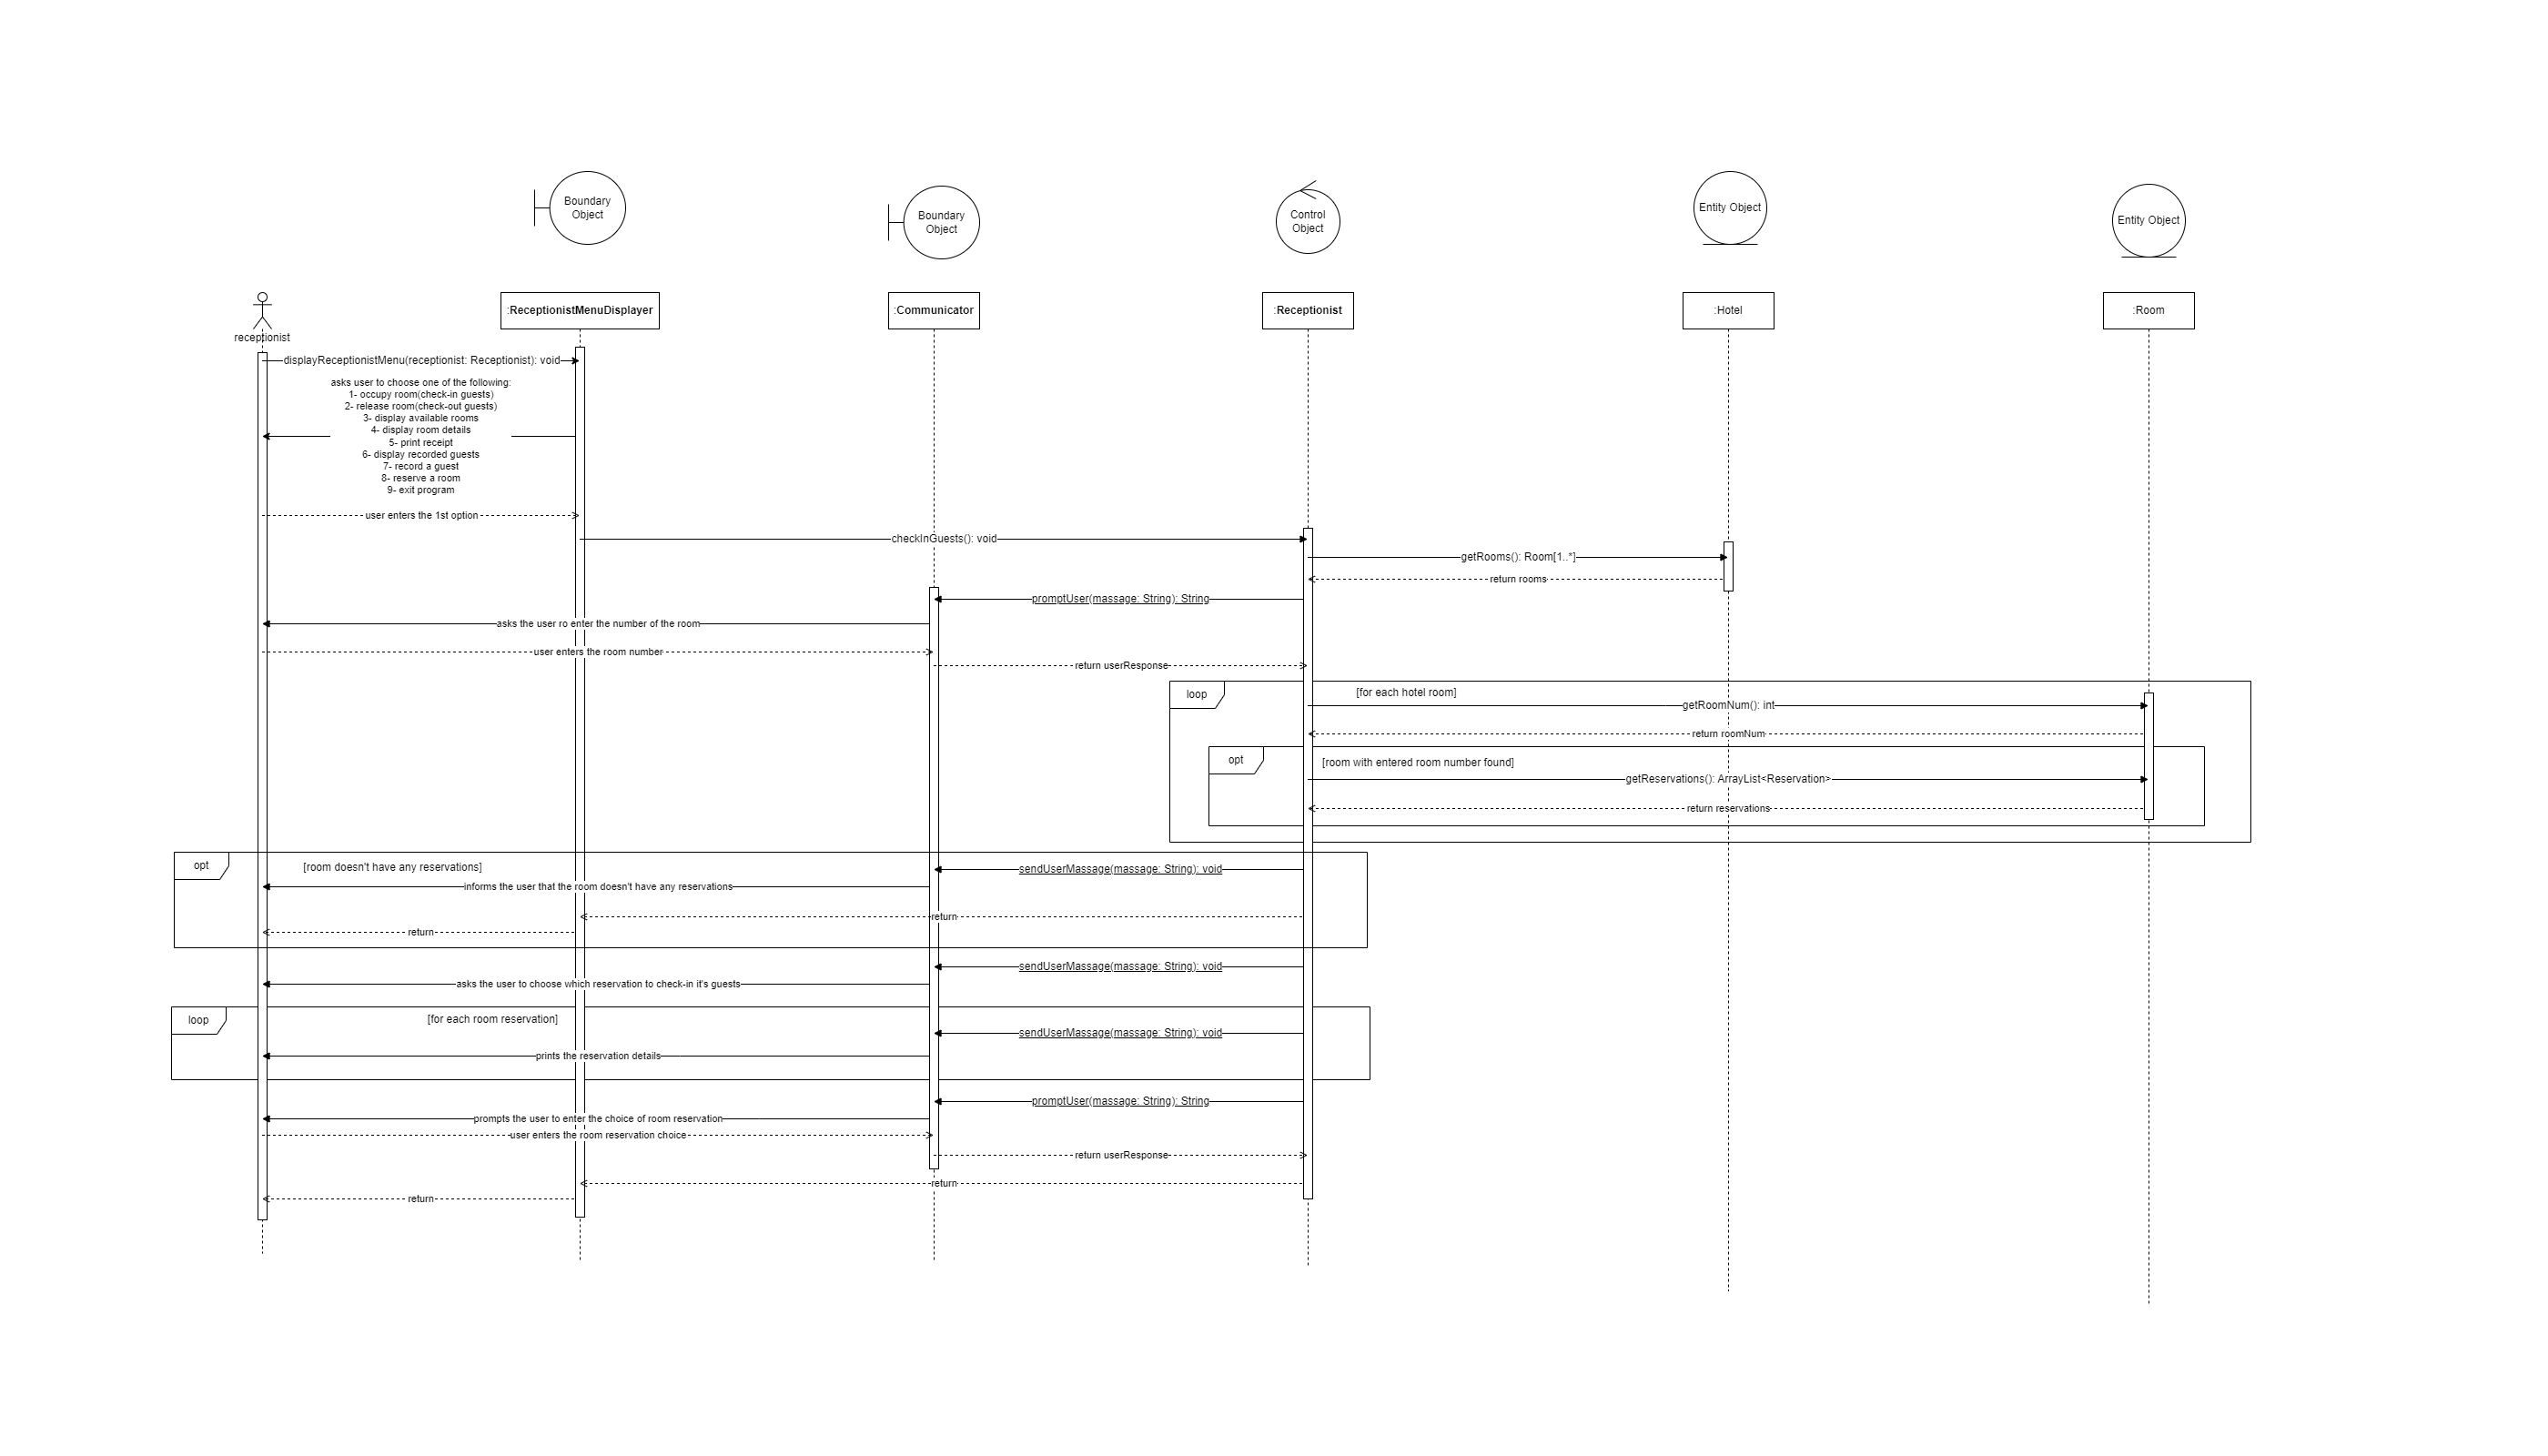 Boundary
Object
Boundary
Object
Control
Object
Entity Object
Entity Object
receptionist
:ReceptionistMenuDisplayer
:Communicator
:Receptionist
:Hotel
:Room
displayReceptionistMenu(receptionist: Receptionist): void
asks user to choose one of the following:
1- occupy room(check-in guests)
2- release room(check-out guests)
3- display available rooms
4- display room details
5- print receipt
6- display recorded guests
7- record a guest
8- reserve a room
9- exit program
user enters the 1st option
checkInGuests(): void
getRooms(): Room[1..*]
return rooms
promptUser(massage: String): String
asks the user ro enter the number of the room
user enters the room number
return userResponse
loop
[for each hotel room]
getRoomNum(): int
return roomNum
opt
[room with entered room number found]
getReservations(): ArrayList<Reservation>
return reservations
opt
[room doesn't have any reservations]
sendUserMassage(massage: String): void
informs the user that the room doesn't have any reservations
return
return
sendUserMassage(massage: String): void
asks the user to choose which reservation to check-in it's guests
loop
[for each room reservation]
sendUserMassage(massage: String): void
prints the reservation details
promptUser(massage: String): String
prompts the user to enter the choice of room reservation
user enters the room reservation choice
return userResponse
return
return